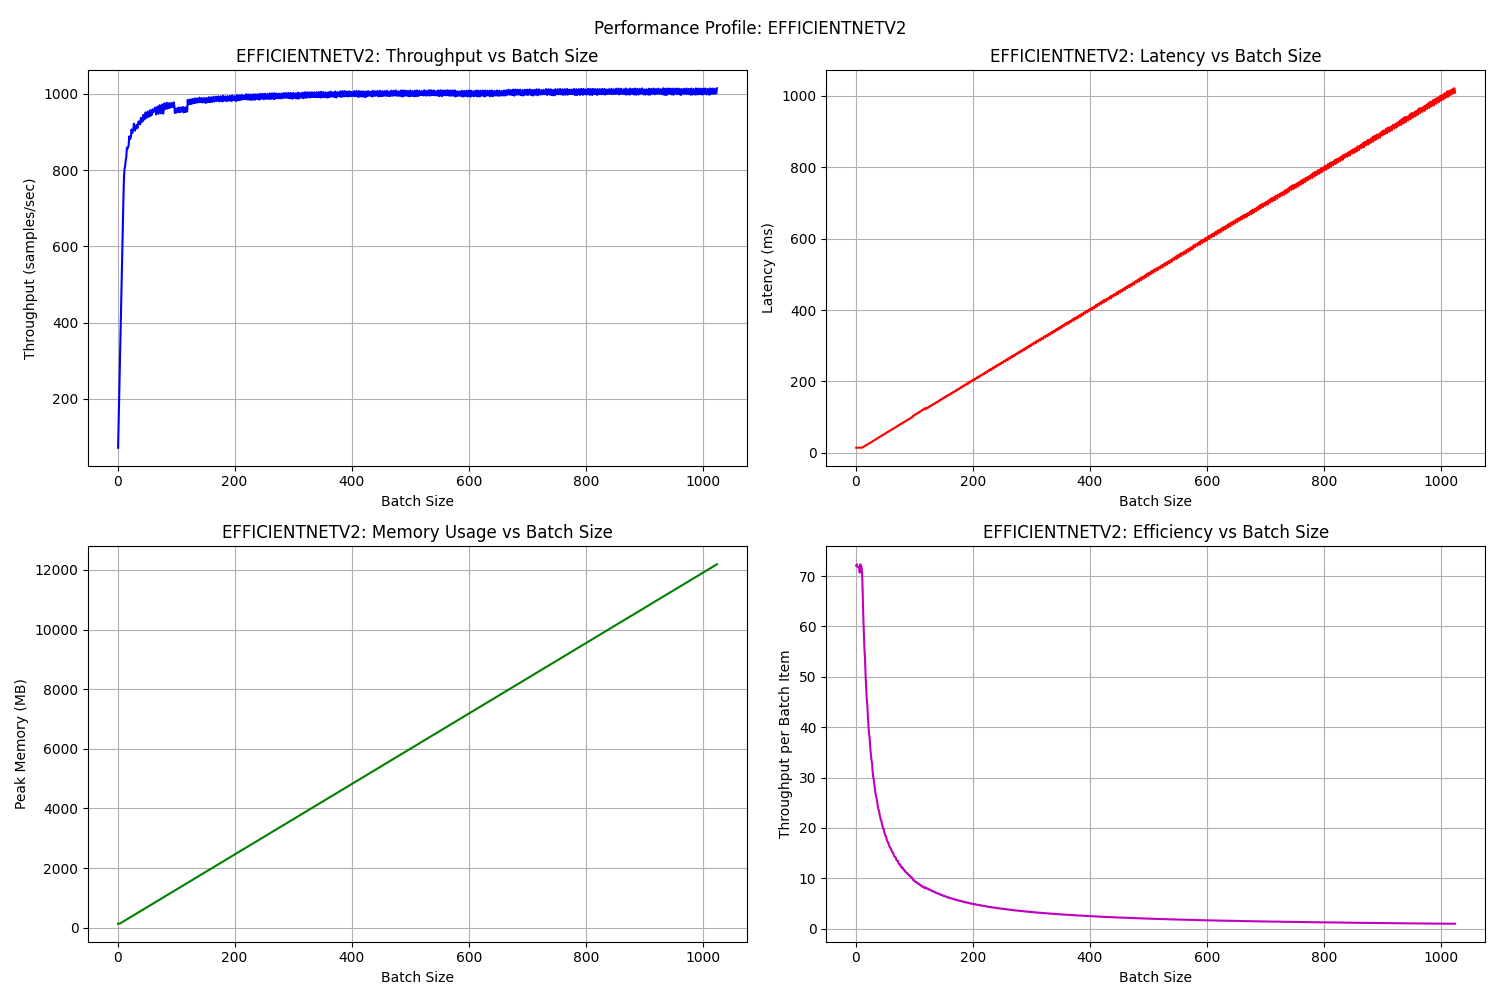 Performance Profile: EFFICIENTNETV2
EFFICIENTNETV2: Throughput vs Batch Size
Throughput (samples/sec)
1000
800
600
400
200
0 200 400 600 800 1000
Batch Size
EFFICIENTNETV2: Latency vs Batch Size
Latency (ms)
1000
800
600
400
200
0
0 200 400 600 800 1000
Batch Size
EFFICIENTNETV2: Memory Usage vs Batch Size
Peak Memory (MB)
12000
10000
8000
6000
4000
2000
0
0 200 400 600 800 1000
Batch Size
EFFICIENTNETV2: Efficiency vs Batch Size
Throughput per Batch Item
70
60
50
40
30
20
10
0
0 200 400 600 800 1000
Batch Size